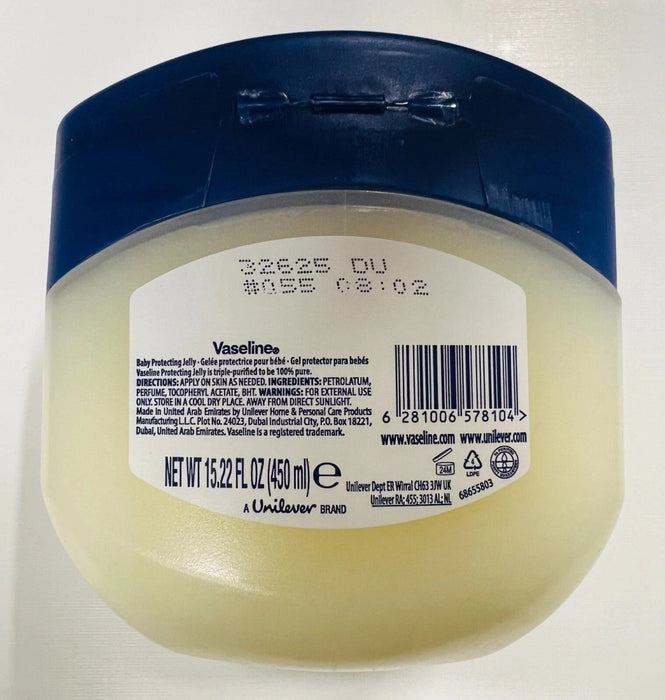 32625 DU
#055 08:02
Vaseline®
Baby Protecting Jelly · Gelée protectrice pour bébé · Gel protector para bebés
Vaseline Protecting Jelly is triple-purified to be 100% pure.
DIRECTIONS: APPLY ON SKIN AS NEEDED. INGREDIENTS: PETROLATUM,
PERFUME, TOCOPHERYL ACETATE, BHT. WARNINGS: FOR EXTERNAL USE
ONLY. STORE IN A COOL DRY PLACE. AWAY FROM DIRECT SUNLIGHT.
Made in United Arab Emirates by Unilever Home & Personal Care Products
Manufacturing L.L.C. Plot No. 24023, Dubai Industrial City, P.O. Box 18221,
Dubai, United Arab Emirates. Vaseline is a registered trademark.
6 281006 578104 >
www.vaseline.com www.unilever.com
NET WT 15.22 FL OZ (450 ml) e
24M
4
LDPE
Unilever Dept ER Wirral CH63 3JW UK
Unilever RA; 455; 3013 AL; NL
68655803
A Unilever BRAND